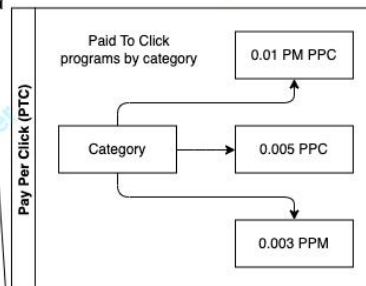 Pay Per Click (PTC)
Paid To Click
programs by category
0.01 PM PPC
Category
0.005 PPC
0.003 PPM